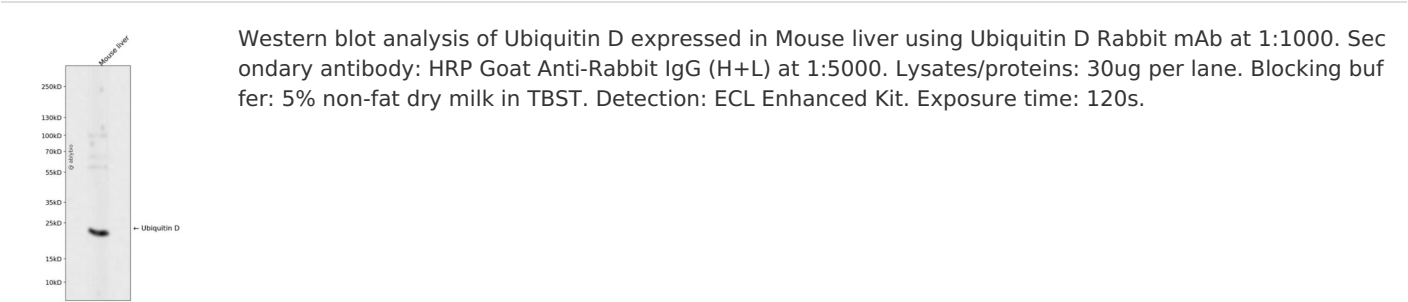 Mouse liver
Western blot analysis of Ubiquitin D expressed in Mouse liver using Ubiquitin D Rabbit mAb at 1:1000. Sec
ondary antibody: HRP Goat Anti-Rabbit IgG (H+L) at 1:5000. Lysates/proteins: 30ug per lane. Blocking buf
fer: 5% non-fat dry milk in TBST. Detection: ECL Enhanced Kit. Exposure time: 120s.
250kD
130kD
100kD
70kD
55kD
35kD
25kD
← Ubiquitin D
15kD
10kD